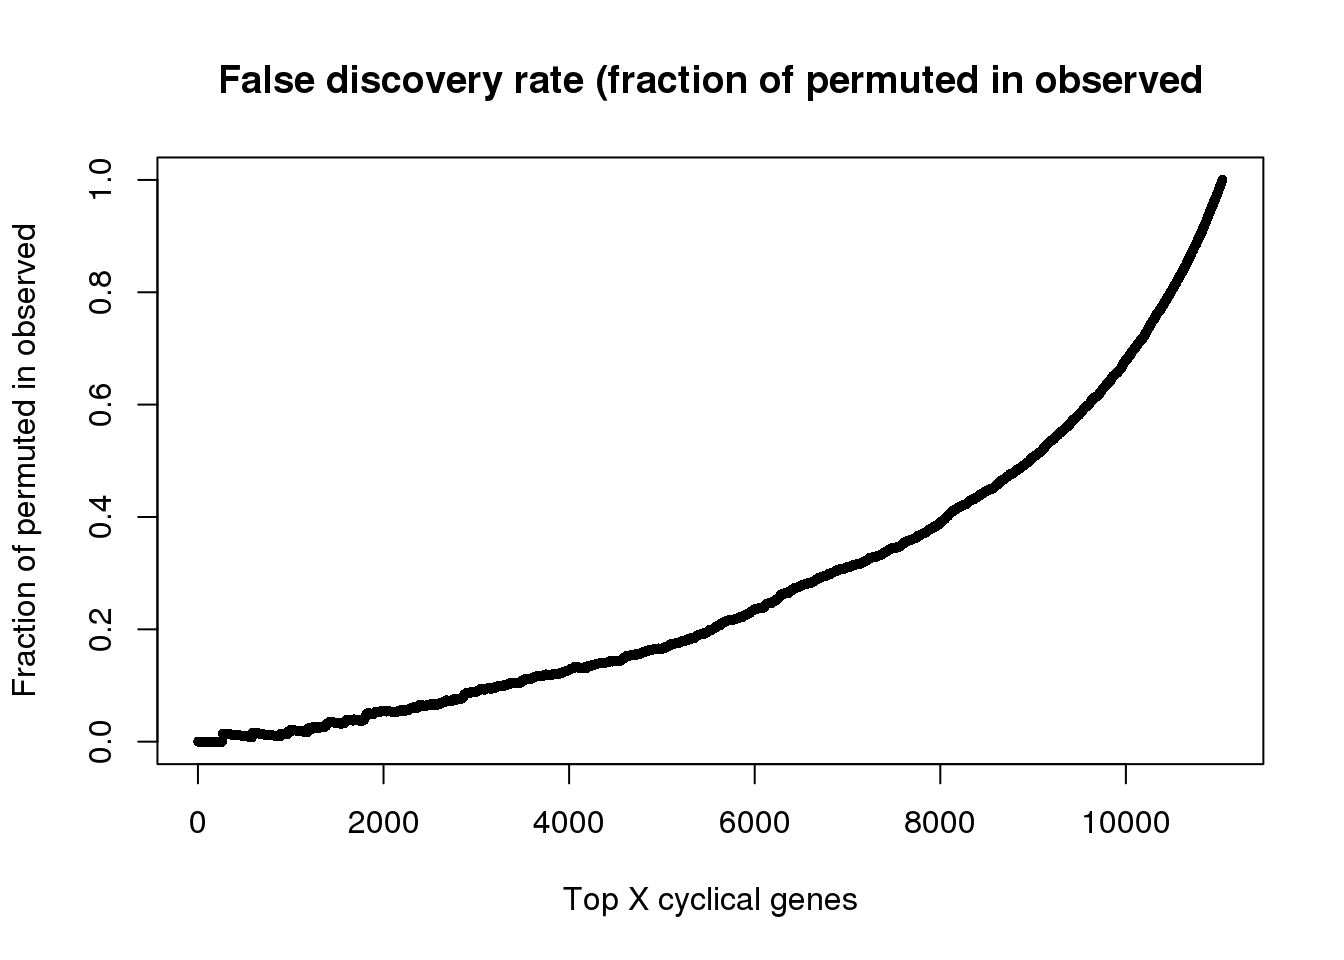 False discovery rate (fraction of permuted in observed
Fraction of permuted in observed
1.0
0.8
0.6
0.4
0.2
0.0
0 2000 4000 6000 8000 10000
Top X cyclical genes